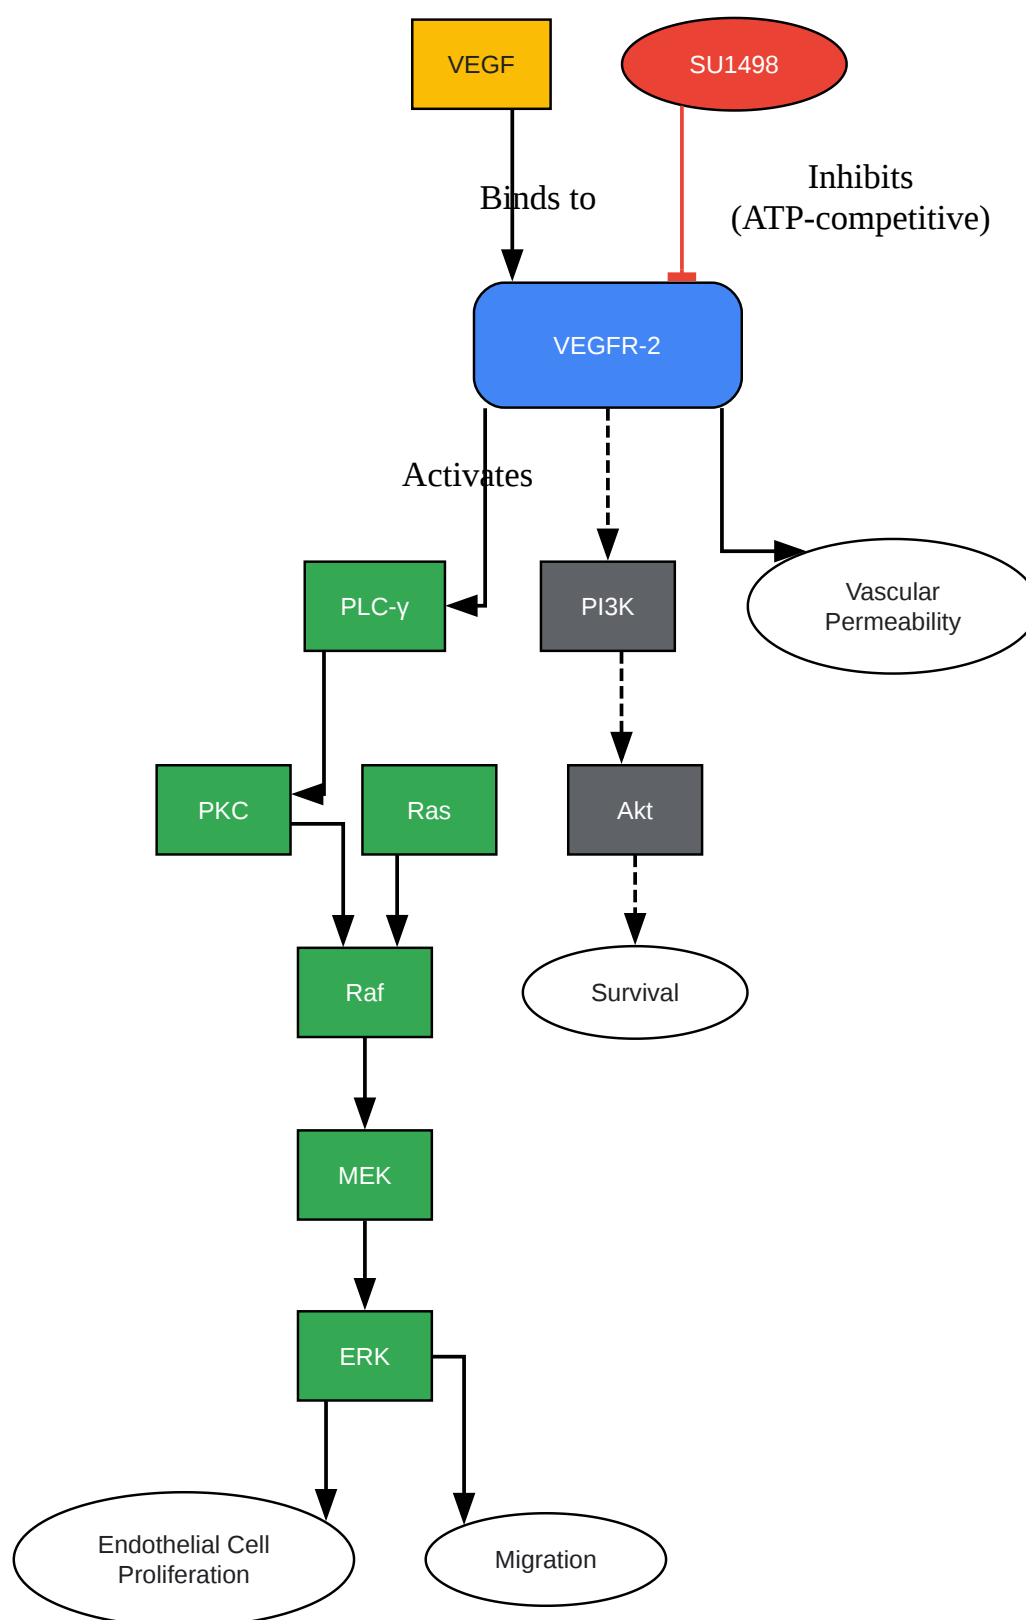 VEGF
SU1498
Binds to
Inhibits
(ATP-competitive)
VEGFR-2
Activates
PLC-γ
PI3K
Vascular
Permeability
PKC
Ras
Akt
Raf
Survival
MEK
ERK
Endothelial Cell
Proliferation
Migration